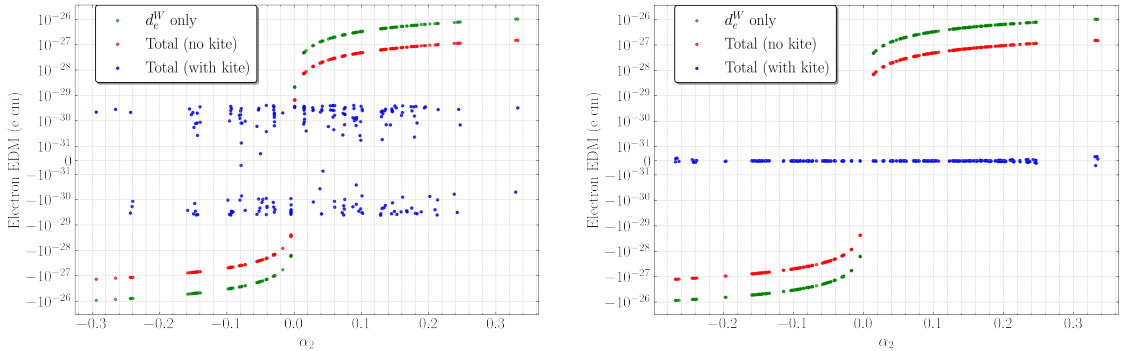 d_e^W only
Total (no kite)
Total (with kite)
Electron EDM (e cm)
10^{-26}
10^{-27}
10^{-28}
10^{-29}
10^{-30}
10^{-31}
0
−10^{-31}
−10^{-30}
−10^{-29}
−10^{-28}
−10^{-27}
−10^{-26}
−0.3 −0.2 −0.1 0.0 0.1 0.2 0.3
α_2
d_e^W only
Total (no kite)
Total (with kite)
Electron EDM (e cm)
10^{-26}
10^{-27}
10^{-28}
10^{-29}
10^{-30}
10^{-31}
0
−10^{-31}
−10^{-30}
−10^{-29}
−10^{-28}
−10^{-27}
−10^{-26}
−0.2 −0.1 0.0 0.1 0.2 0.3
α_2